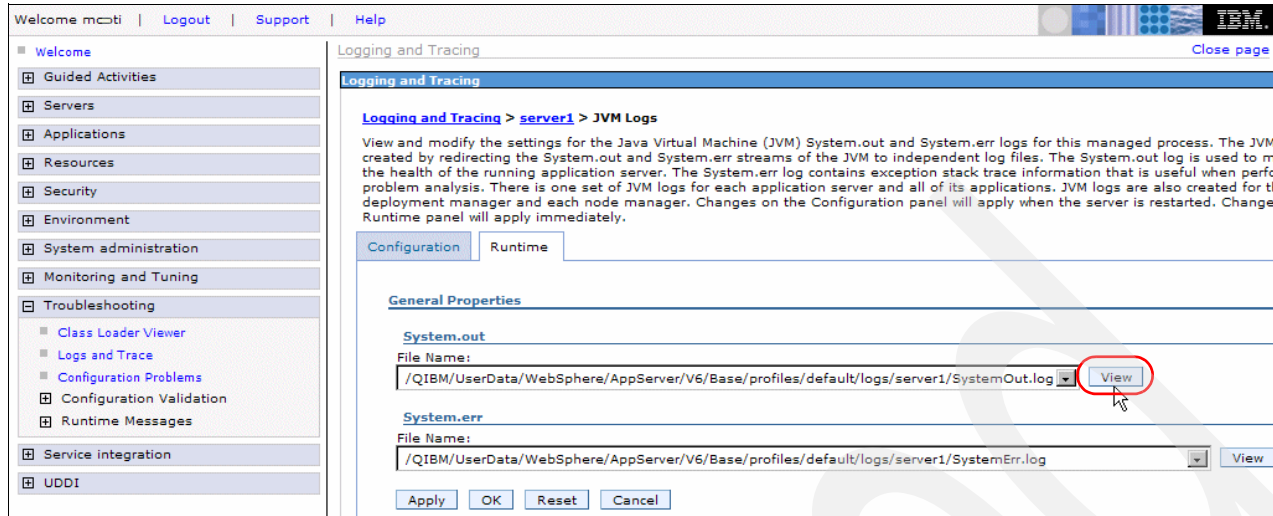 Welcome mcoti | Logout | Support | Help
IBM.
Welcome
Guided Activities
Servers
Applications
Resources
Security
Environment
System administration
Monitoring and Tuning
Troubleshooting
Class Loader Viewer
Logs and Trace
Configuration Problems
Configuration Validation
Runtime Messages
Service integration
UDDI
Logging and Tracing
Close page
Logging and Tracing
Logging and Tracing > server1 > JVM Logs
View and modify the settings for the Java Virtual Machine (JVM) System.out and System.err logs for this managed process. The JVM
created by redirecting the System.out and System.err streams of the JVM to independent log files. The System.out log is used to m
the health of the running application server. The System.err log contains exception stack trace information that is useful when perfo
problem analysis. There is one set of JVM logs for each application server and all of its applications. JVM logs are also created for t
deployment manager and each node manager. Changes on the Configuration panel will apply when the server is restarted. Change
Runtime panel will apply immediately.
Configuration
Runtime
General Properties
System.out
File Name:
/QIBM/UserData/WebSphere/AppServer/V6/Base/profiles/default/logs/server1/SystemOut.log
View
System.err
File Name:
/QIBM/UserData/WebSphere/AppServer/V6/Base/profiles/default/logs/server1/SystemErr.log
View
Apply
OK
Reset
Cancel